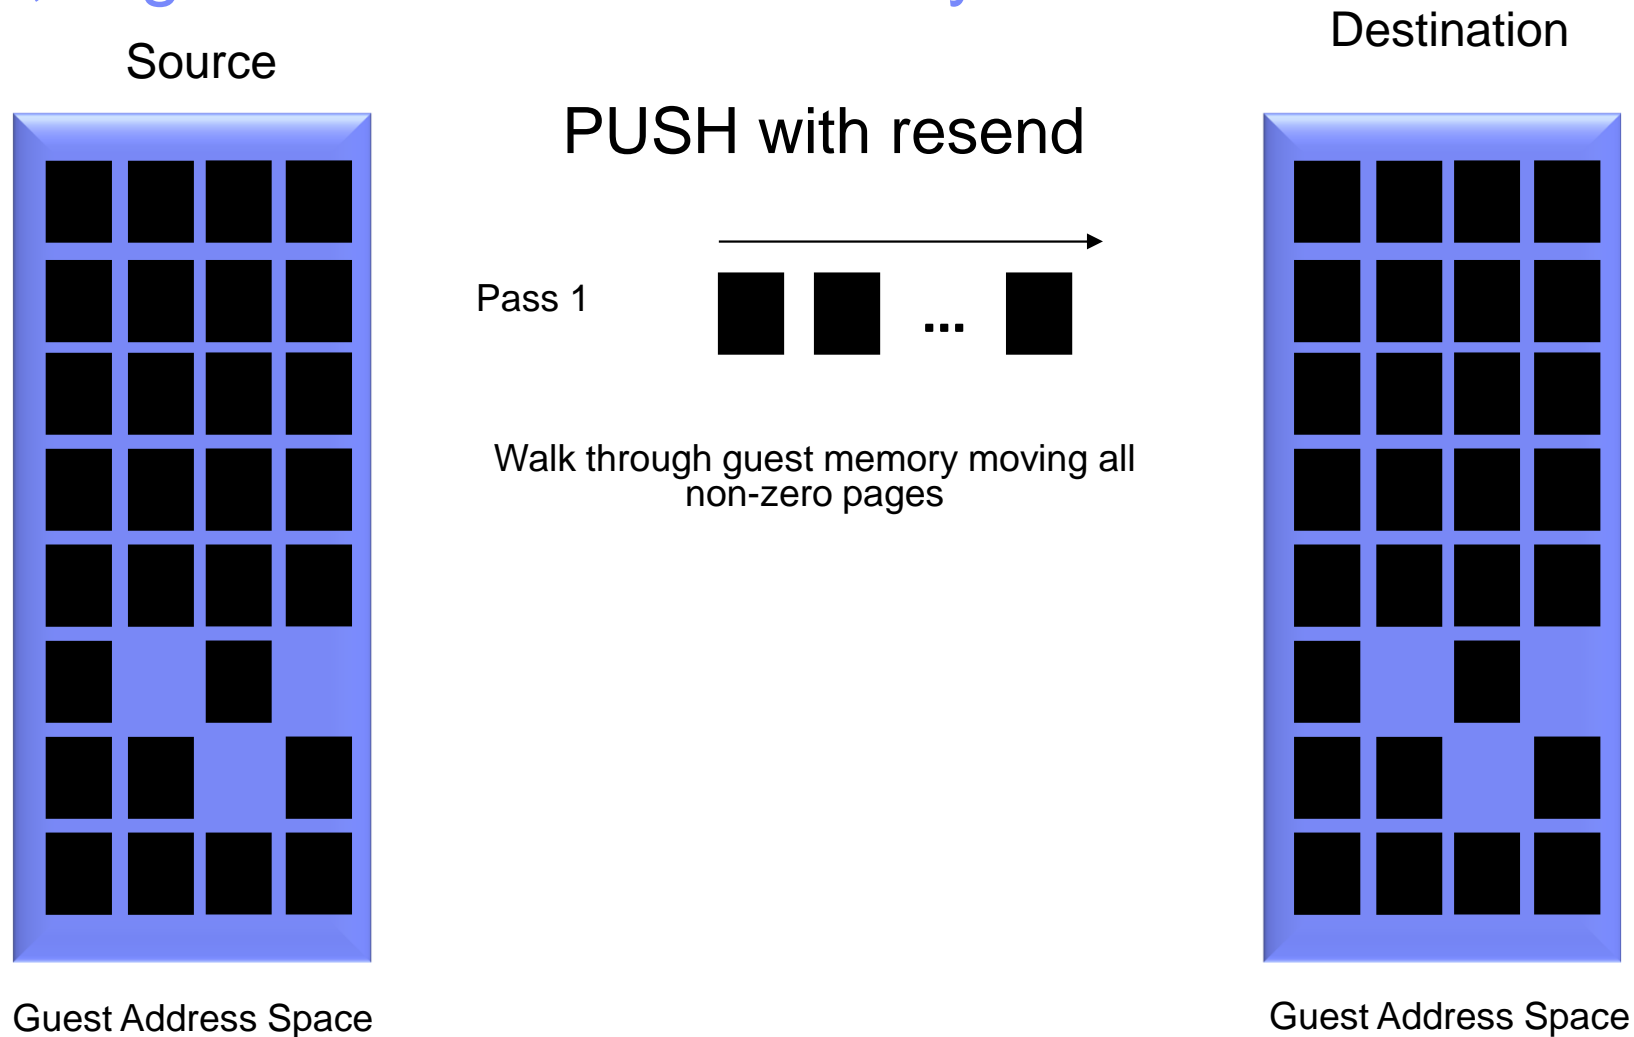 Source
Destination
PUSH with resend
Pass 1
...
Walk through guest memory moving all
non-zero pages
Guest Address Space
Guest Address Space